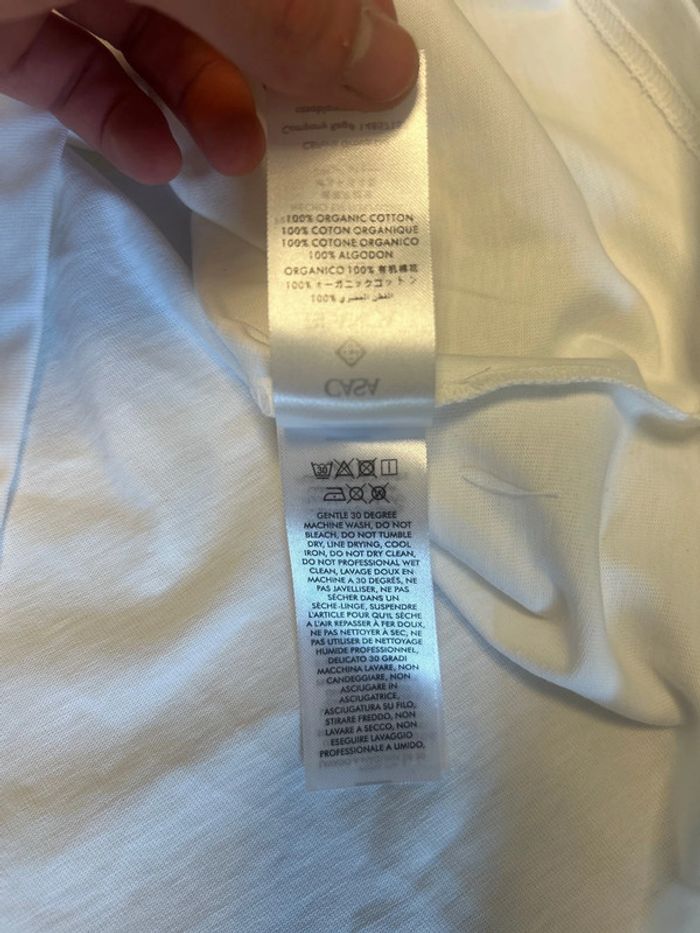 100% ORGANIC COTTON
100% COTON ORGANIQUE
100% COTONE ORGANICO
100% ALGODON
ORGANICO 100% 有机棉花
100% オーガニックコットン
100% القطن العضوي
CASA
30
GENTLE 30 DEGREE
MACHINE WASH, DO NOT
BLEACH, DO NOT TUMBLE
DRY, LINE DRYING, COOL
IRON, DO NOT DRY CLEAN,
DO NOT PROFESSIONAL WET
CLEAN, LAVAGE DOUX EN
MACHINE A 30 DEGRÉS, NE
PAS JAVELLISER, NE PAS
SÉCHER DANS UN
SÈCHE-LINGE, SUSPENDRE
L'ARTICLE POUR QU'IL SÈCHE
A L'AIR REPASSER À FER DOUX,
NE PAS NETTOYER À SEC, NE
PAS UTILISER DE NETTOYAGE
HUMIDE PROFESSIONNEL,
DELICATO 30 GRADI
MACCHINA LAVARE, NON
CANDEGGIARE, NON
ASCIUGARE IN
ASCIUGATRICE,
ASCIUGATURA SU FILO,
STIRARE FREDDO, NON
LAVARE A SECCO, NON
ESEGUIRE LAVAGGIO
PROFESSIONALE A UMIDO,